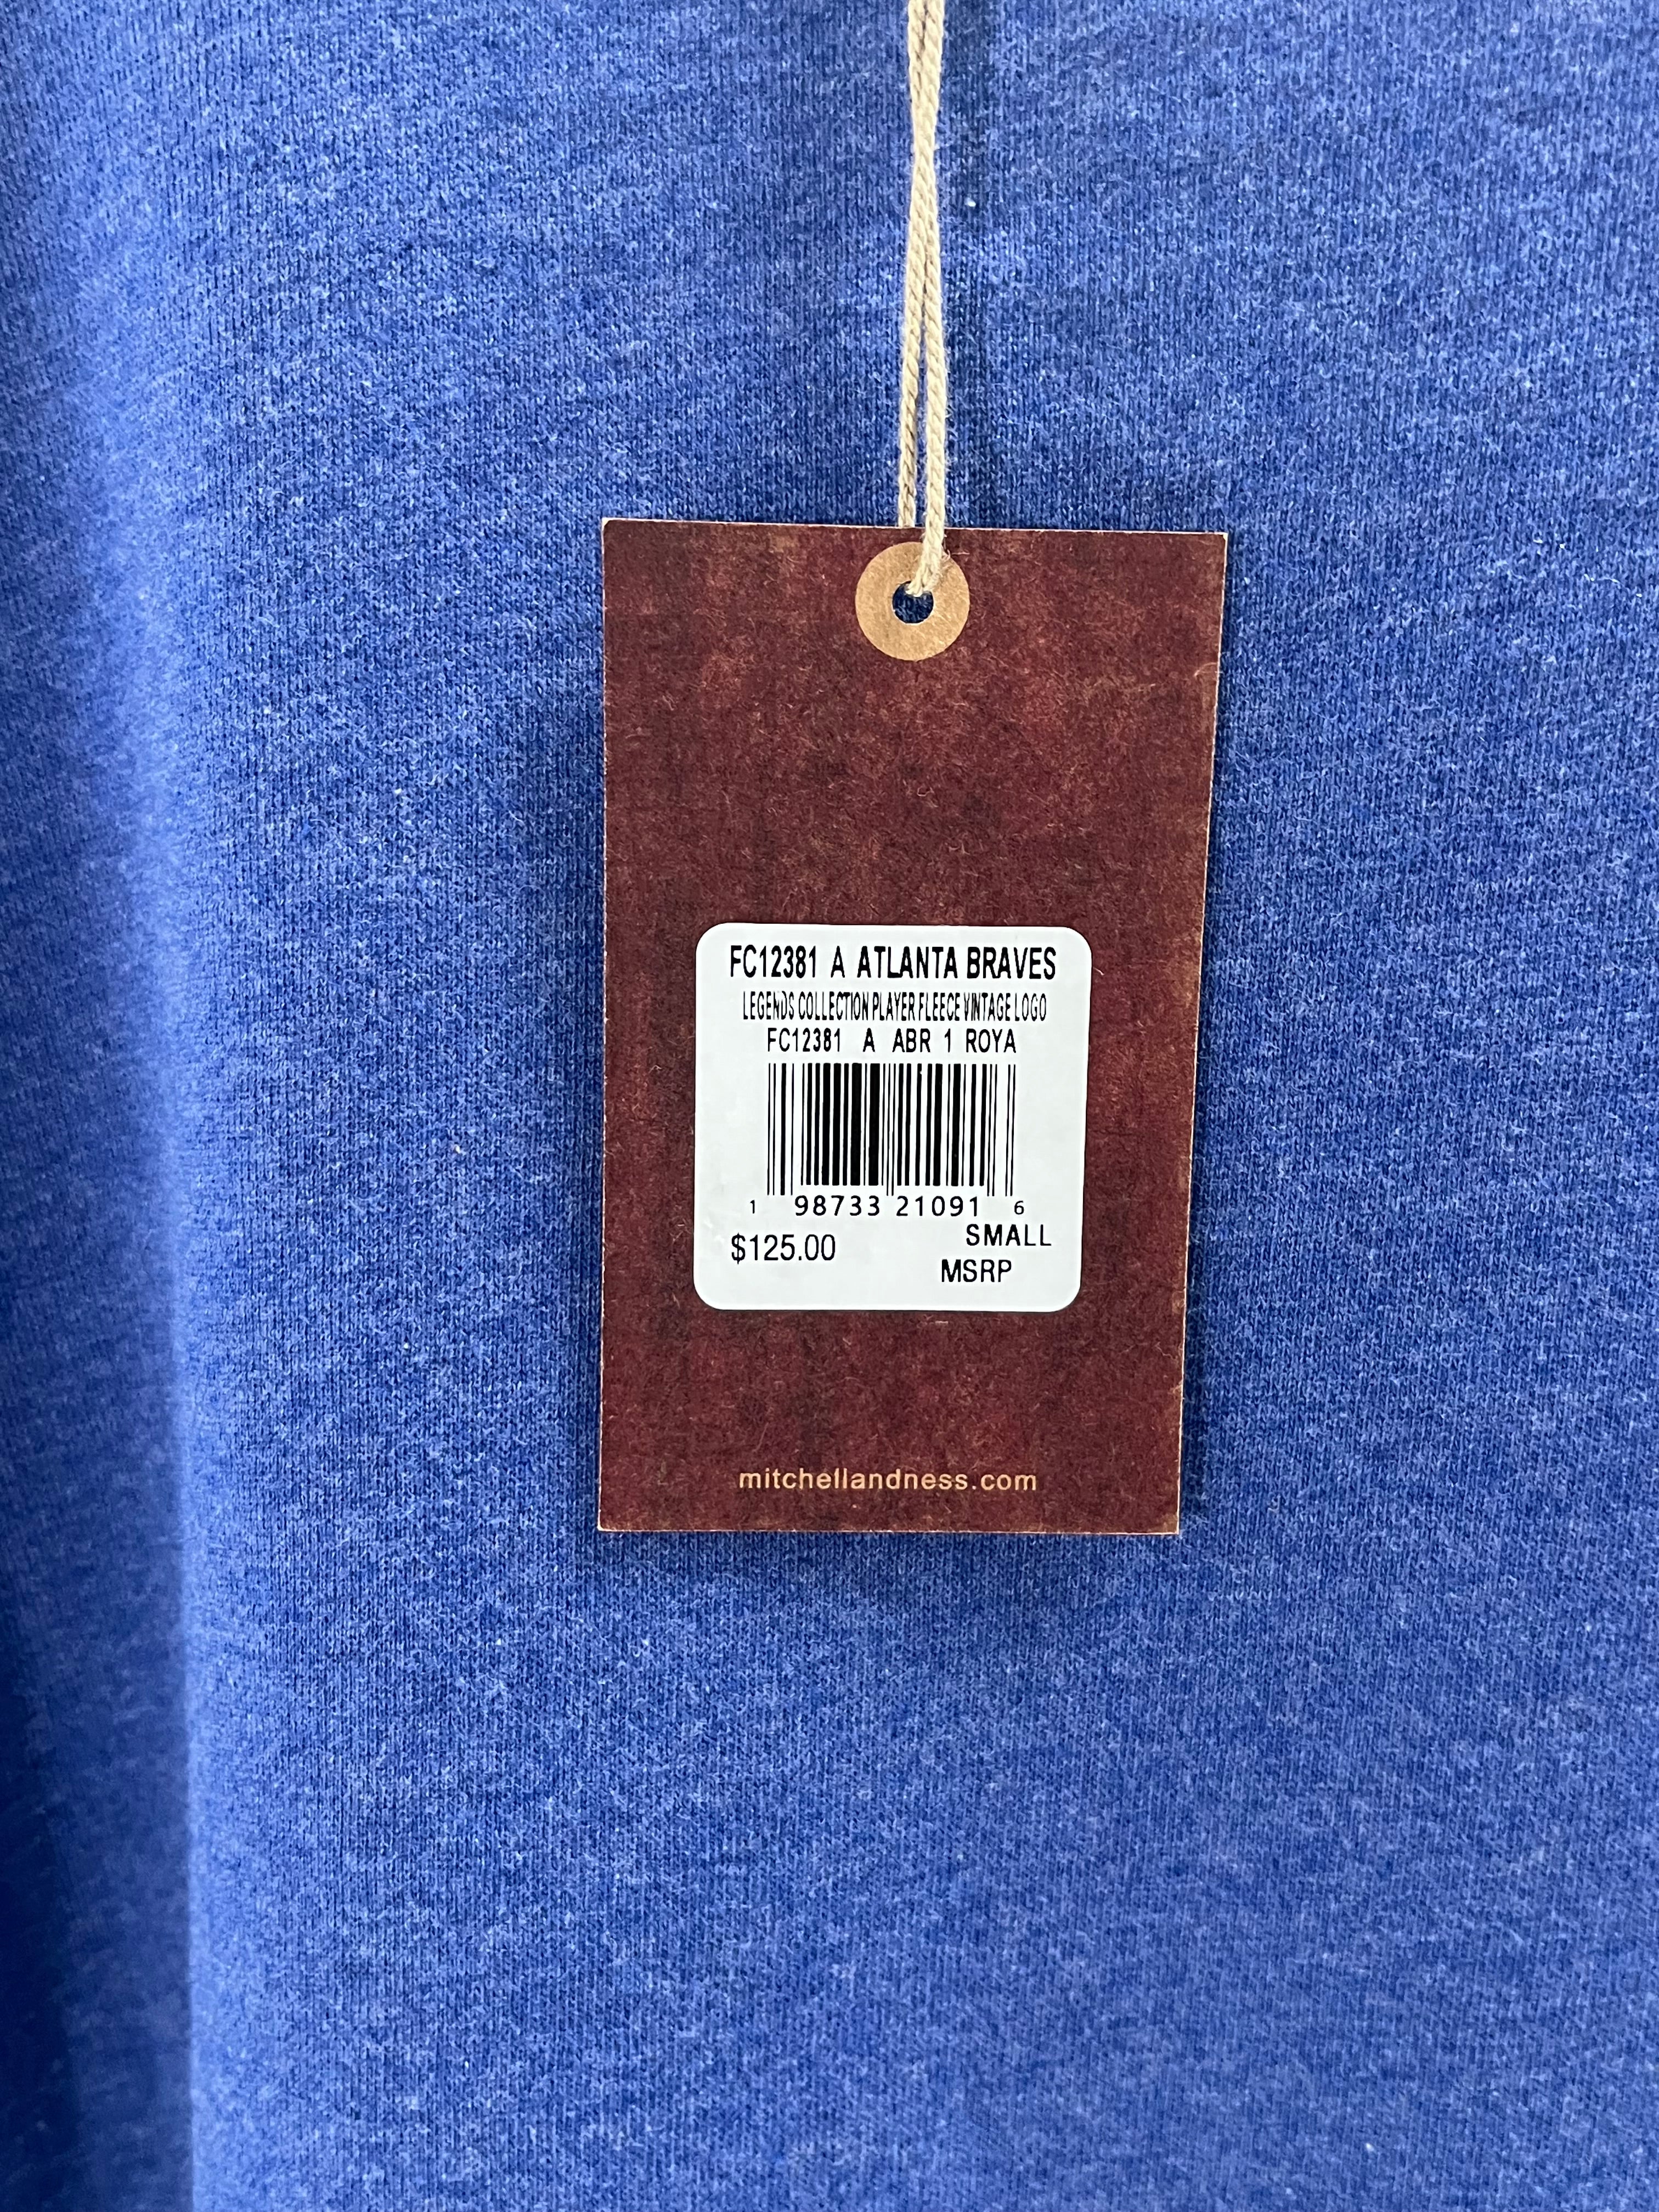 FC12381 A ATLANTA BRAVES
LEGENDS COLLECTION PLAYER FLEECE VINTAGE LOGO
FC12381 A ABR 1 ROYA
1 98733 21091 6
SMALL
$125.00
MSRP
mitchellandness.com